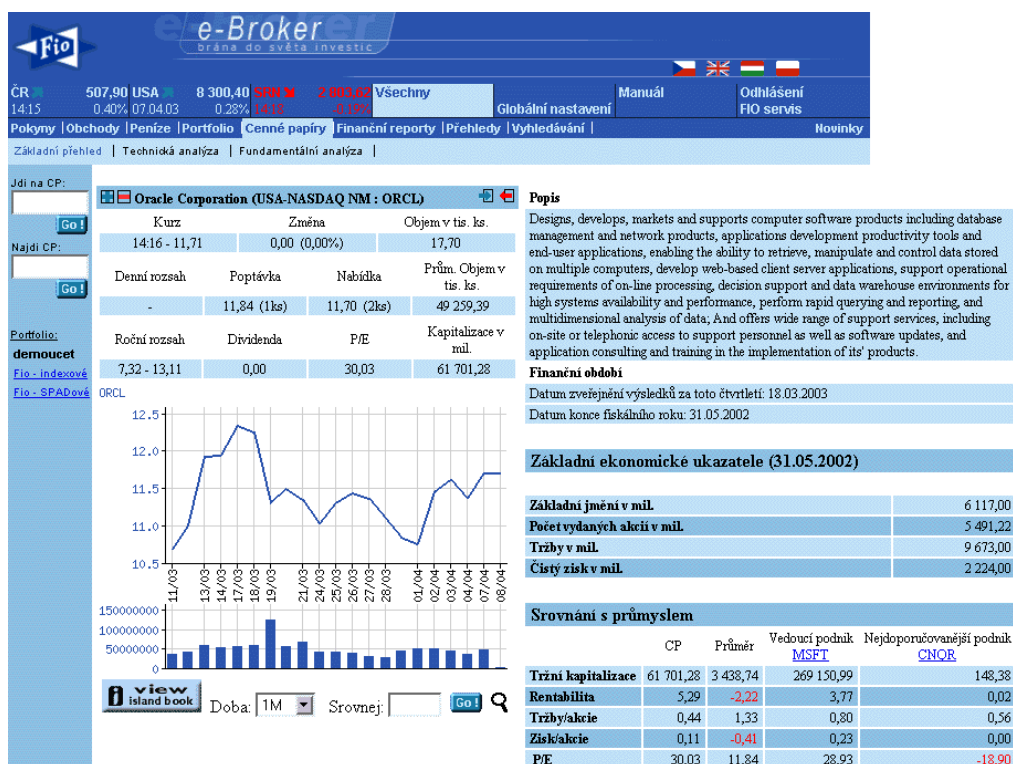 Fio
e-Broker
brána do světa investic
ČR 507,90 USA 8 300,40 Všechny Manuál Odhlášení
14:15 0.40% 07.04.03 0.28% 14:18 -0.19% Globální nastavení FIO servis
Pokyny | Obchody | Peníze | Portfolio | Cenné papíry | Finanční reporty | Přehledy | Vyhledávání | Novinky
Základní přehled | Technická analýza | Fundamentální analýza |
Jdi na CP:
Go !
Najdi CP:
Go !
Portfolio:
demoucet
Fio - indexové
Fio - SPADové
Oracle Corporation (USA-NASDAQ NM : ORCL)
Kurz Změna Objem v tis. ks.
14:16 - 11,71 0,00 (0,00%) 17,70
Denní rozsah Poptávka Nabídka Prům. Objem v tis. ks.
- 11,84 (1ks) 11,70 (2ks) 49 259,39
Roční rozsah Dividenda P/E Kapitalizace v mil.
7,32 - 13,11 0,00 30,03 61 701,28
ORCL
12.5
12.0
11.5
11.0
10.5
11/03 13/03 14/03 17/03 18/03 19/03 21/03 24/03 25/03 26/03 27/03 28/03 01/04 02/04 03/04 04/04 07/04 08/04
150000000
100000000
50000000
0
view island book Doba: 1M Srovnej: Go !
Popis
Designs, develops, markets and supports computer software products including database
management and network products, applications development productivity tools and
end-user applications, enabling the ability to retrieve, manipulate and control data stored
on multiple computers, develop web-based client server applications, support operational
requirements of on-line processing, decision support and data warehouse environments for
high systems availability and performance, perform rapid querying and reporting, and
multidimensional analysis of data; And offers wide range of support services, including
on-site or telephonic access to support personnel as well as software updates, and
application consulting and training in the implementation of its' products.
Finanční období
Datum zveřejnění výsledků za toto čtvrtletí: 18.03.2003
Datum konce fiskálního roku: 31.05.2002
Základní ekonomické ukazatele (31.05.2002)
Základní jmění v mil. 6 117,00
Počet vydaných akcií v mil. 5 491,22
Tržby v mil. 9 673,00
Čistý zisk v mil. 2 224,00
Srovnání s průmyslem
CP Průměr Vedoucí podnik MSFT Nejdoporučovanější podnik CNQR
Tržní kapitalizace 61 701,28 3 438,74 269 150,99 148,38
Rentabilita 5,29 -2,22 3,77 0,02
Tržby/akcie 0,44 1,33 0,80 0,56
Zisk/akcie 0,11 -0,41 0,23 0,00
P/E 30,03 11,84 28,93 -18,90